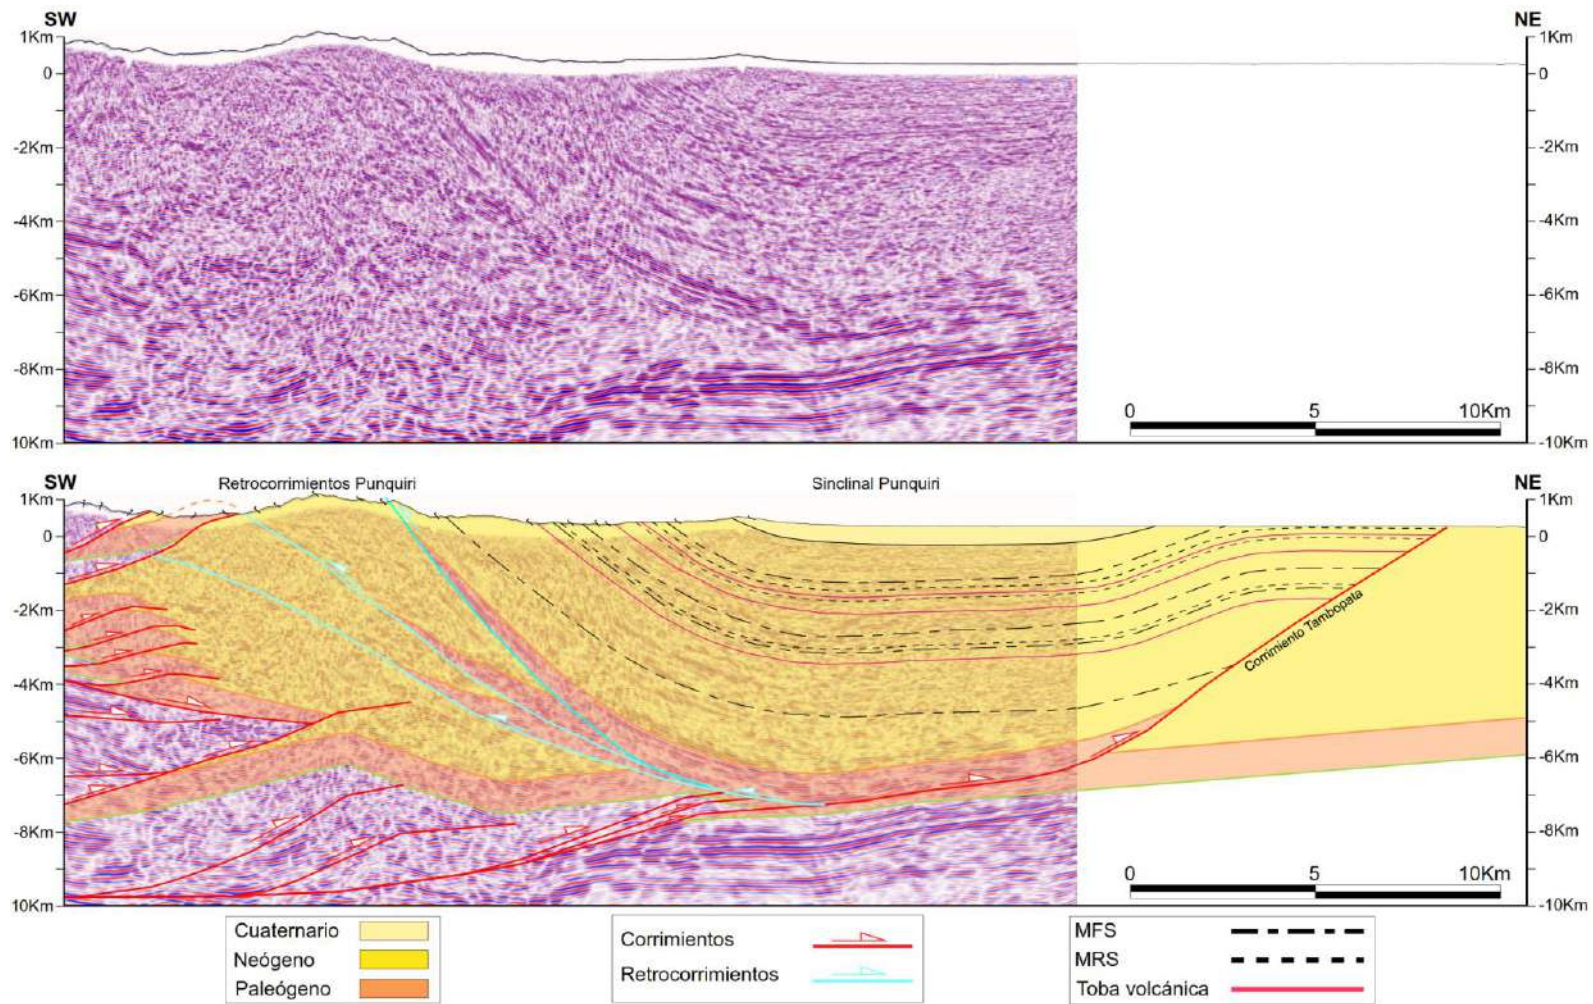 SW
NE
1Km
1Km
0
0
-2Km
-2Km
-4Km
-4Km
-6Km
-6Km
-8Km
-8Km
0 5 10Km
10Km
-10Km
SW
Retrocorrimientos Punquiri
Sinclinal Punquiri
NE
1Km
1Km
0
0
-2Km
-2Km
Corrimiento Tambopata
-4Km
-4Km
-6Km
-6Km
-8Km
-8Km
0 5 10Km
10Km
-10Km
Cuaternario
Neógeno
Paleógeno
Corrimientos
Retrocorrimientos
MFS
MRS
Toba volcánica